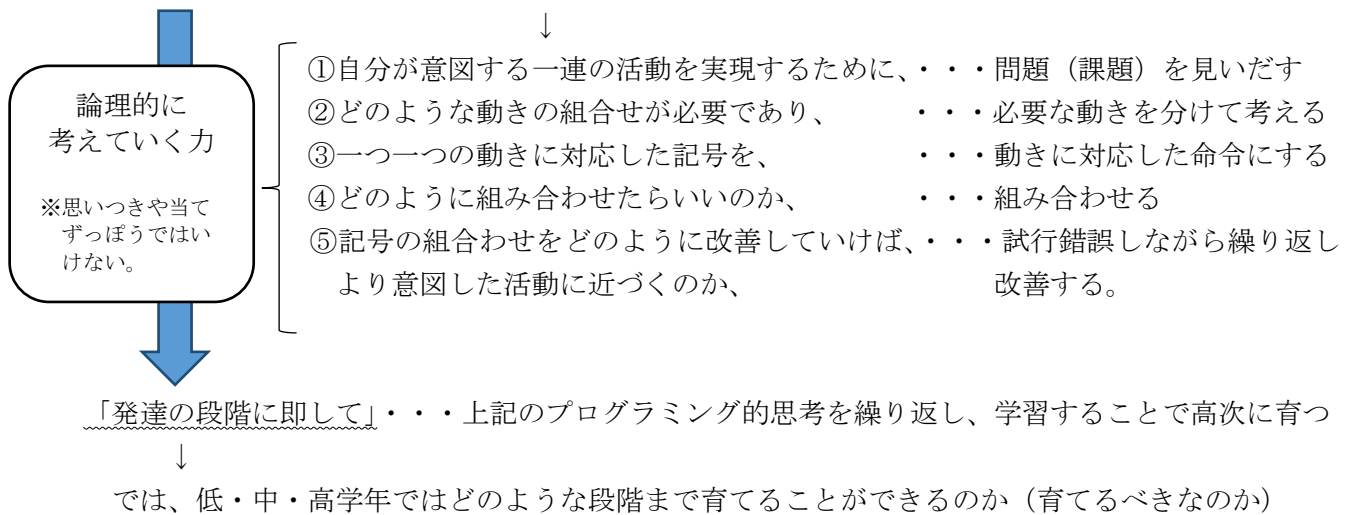 ↓
論理的に
考えていく力
※思いつきや当て
ずっぽうではい
けない。
①自分が意図する一連の活動を実現するために、・・・問題（課題）を見いだす
②どのような動きの組合せが必要であり、　・・・必要な動きを分けて考える
③一つ一つの動きに対応した記号を、　・・・動きに対応した命令にする
④どのように組み合わせたらいいのか、　・・・組み合わせる
⑤記号の組合わせをどのように改善していけば、・・・試行錯誤しながら繰り返し
より意図した活動に近づくのか、　改善する。
「発達の段階に即して」・・・上記のプログラミング的思考を繰り返し、学習することで高次に育つ
↓
では、低・中・高学年ではどのような段階まで育てることができるのか（育てるべきなのか）